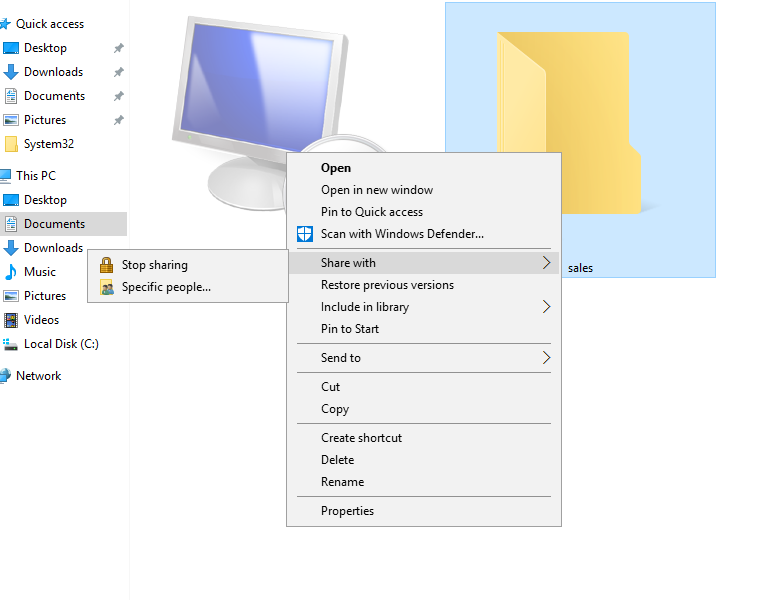 Quick access
Desktop
Downloads
Documents
Pictures
System32
This PC
Desktop
Documents
Downloads
Music
Pictures
Videos
Local Disk (C:)
Network
Stop sharing
Specific people...
Open
Open in new window
Pin to Quick access
Scan with Windows Defender...
Share with
Restore previous versions
Include in library
Pin to Start
Send to
Cut
Copy
Create shortcut
Delete
Rename
Properties
sales